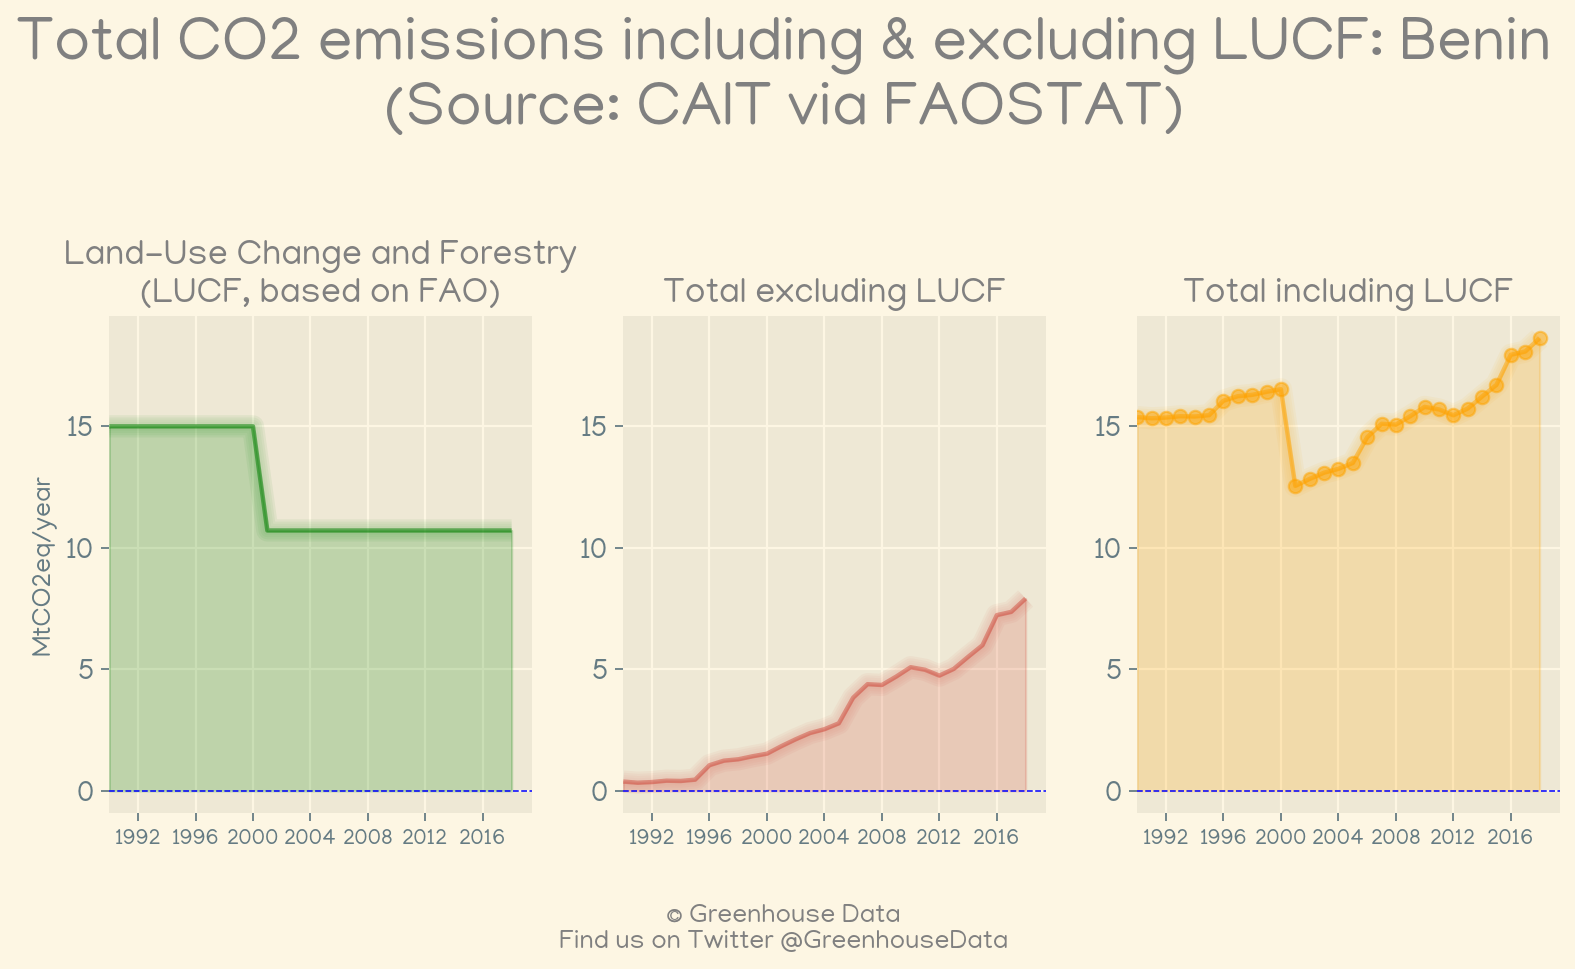 Total CO2 emissions including & excluding LUCF: Benin
(Source: CAIT via FAOSTAT)
Land-Use Change and Forestry
(LUCF, based on FAO)
Total excluding LUCF
Total including LUCF
MtCO2eq/year
15
10
5
0
1992 1996 2000 2004 2008 2012 2016
15
10
5
0
1992 1996 2000 2004 2008 2012 2016
15
10
5
0
1992 1996 2000 2004 2008 2012 2016
© Greenhouse Data
Find us on Twitter @GreenhouseData